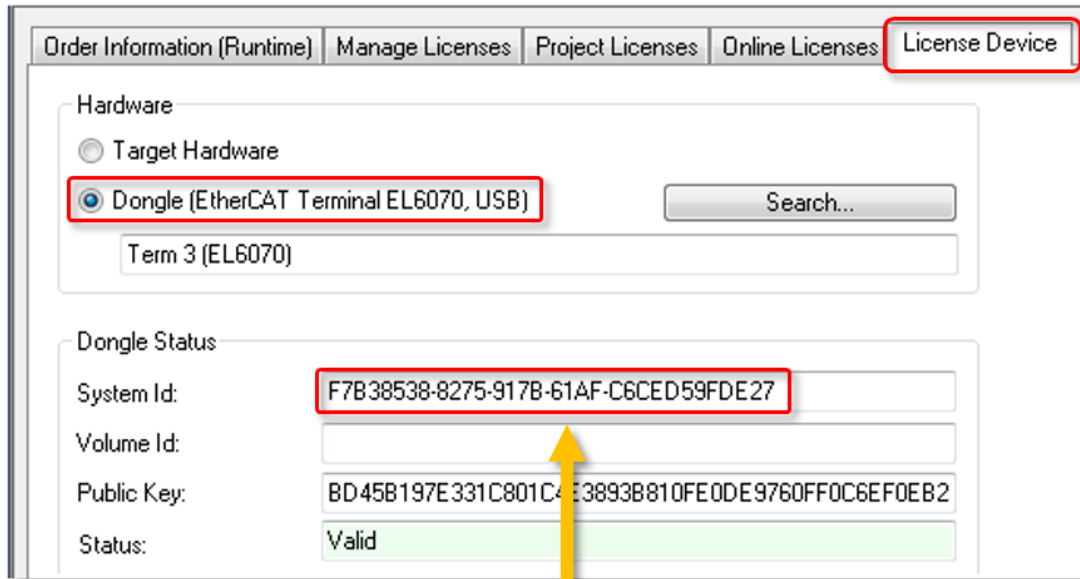 Order Information (Runtime) Manage Licenses Project Licenses Online Licenses License Device
Hardware
Target Hardware
Dongle (EtherCAT Terminal EL6070, USB) Search...
Term 3 (EL6070)
Dongle Status
System Id: F7B38538-8275-917B-61AF-C6CED59FDE27
Volume Id:
Public Key: BD45B197E331C801C4E3893B810FE0DE9760FF0C6EF0EB2
Status: Valid